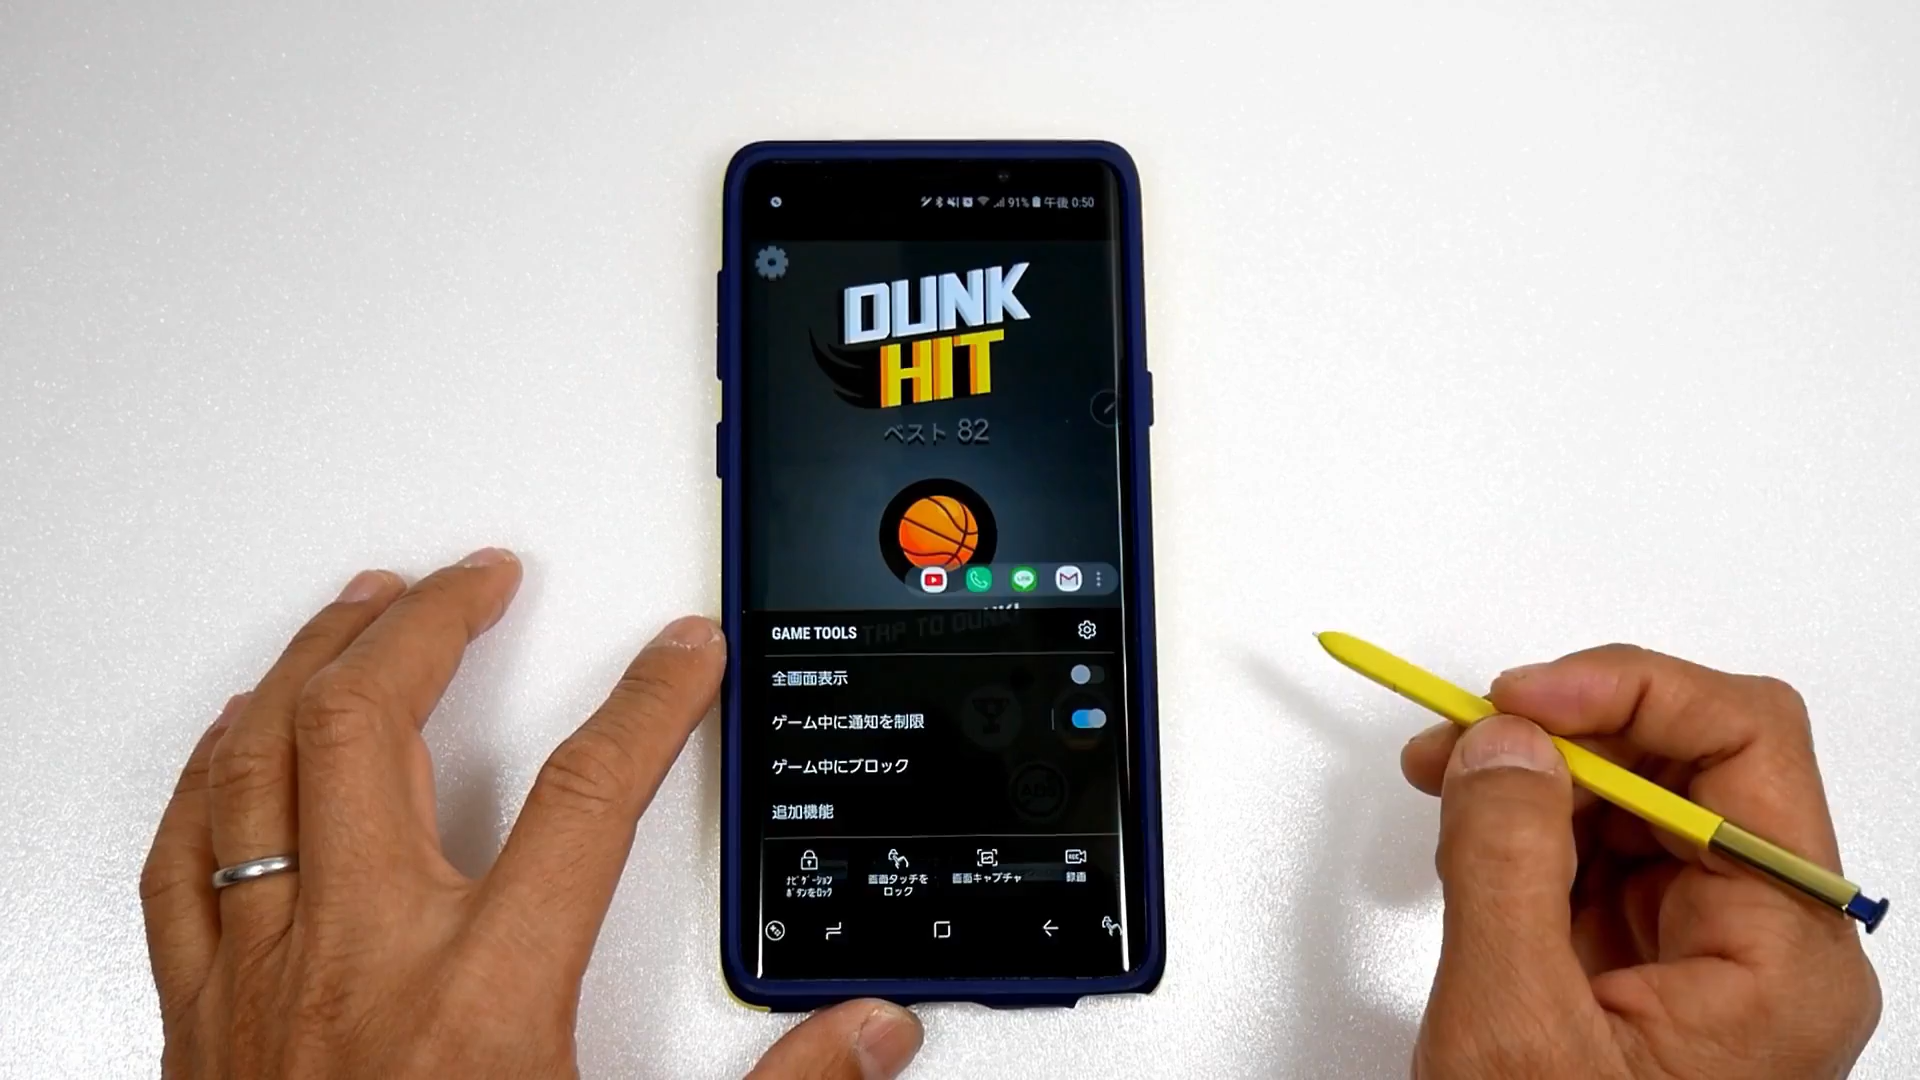 91% 午後 0:50
DUNK
HIT
ベスト 82
LINE
GAME TOOLS
TAP TO DUNK!
全画面表示
ゲーム中に通知を制限
ゲーム中にブロック
追加機能
ADS
ナビゲーション
ボタンをロック
画面タッチを
ロック
画面キャプチャ
REC
録画